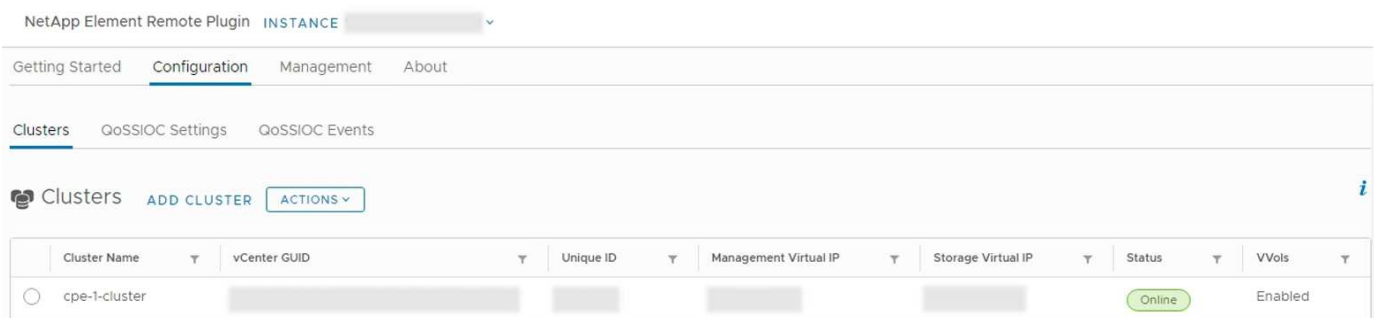 NetApp Element Remote Plugin INSTANCE
Getting Started Configuration Management About
Clusters QoSSIOC Settings QoSSIOC Events
Clusters ADD CLUSTER ACTIONS i
Cluster Name vCenter GUID Unique ID Management Virtual IP Storage Virtual IP Status VVols
cpe-1-cluster Online Enabled